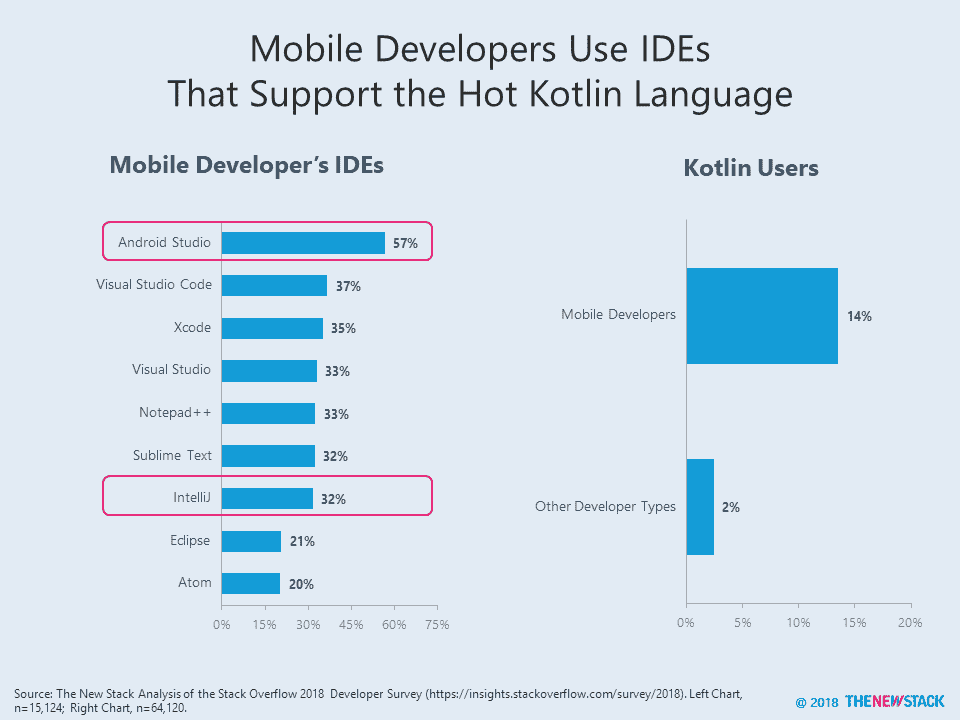 Mobile Developers Use IDEs
That Support the Hot Kotlin Language
Mobile Developer's IDEs
Android Studio 57%
Visual Studio Code 37%
Xcode 35%
Visual Studio 33%
Notepad++ 33%
Sublime Text 32%
IntelliJ 32%
Eclipse 21%
Atom 20%
0% 15% 30% 45% 60% 75%
Kotlin Users
Mobile Developers 14%
Other Developer Types 2%
0% 5% 10% 15% 20%
Source: The New Stack Analysis of the Stack Overflow 2018 Developer Survey (https://insights.stackoverflow.com/survey/2018). Left Chart,
n=15,124; Right Chart, n=64,120.
@ 2018 THENEWSTACK